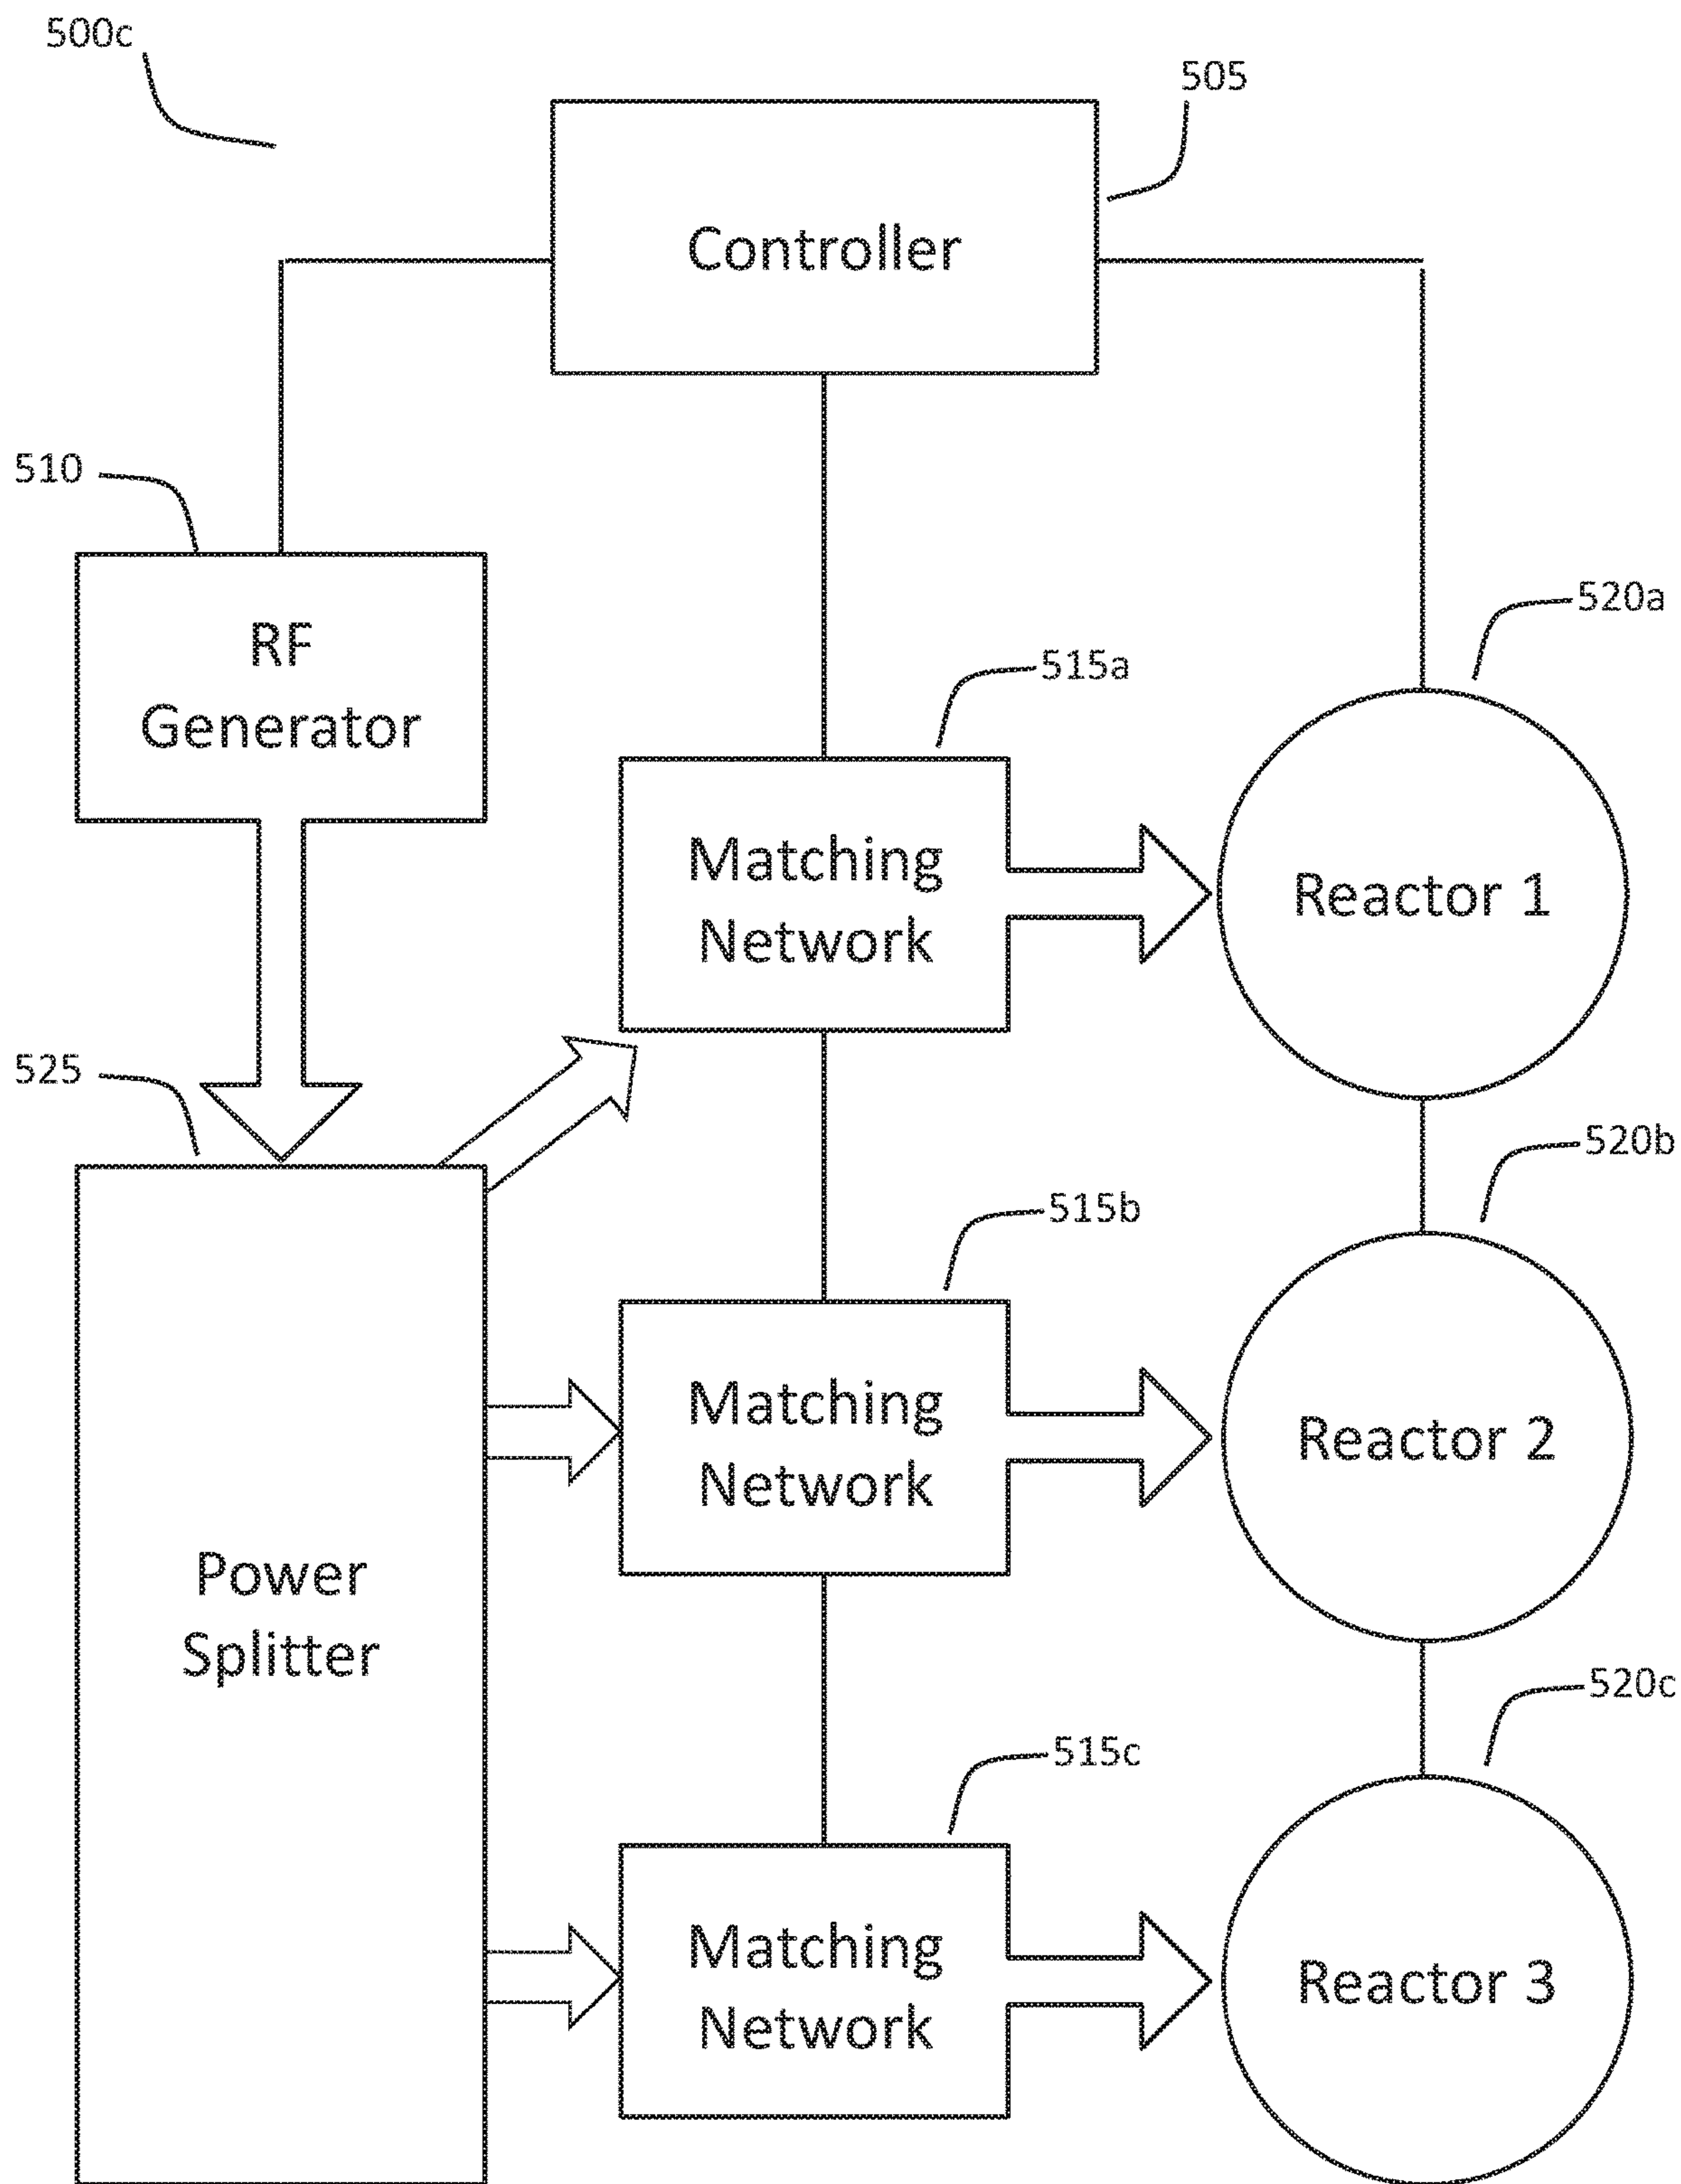 500c
505
Controller
510
RF
Generator
520a
515a
Matching
Network
Reactor 1
525
520b
515b
Matching
Network
Reactor 2
Power
Splitter
520c
515c
Matching
Network
Reactor 3